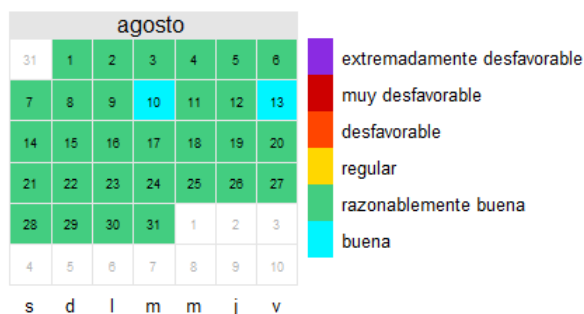 agosto
31 1 2 3 4 5 6
7 8 9 10 11 12 13
14 15 16 17 18 19 20
21 22 23 24 25 26 27
28 29 30 31 1 2 3
4 5 6 7 8 9 10
s d l m m j v
extremadamente desfavorable
muy desfavorable
desfavorable
regular
razonablemente buena
buena